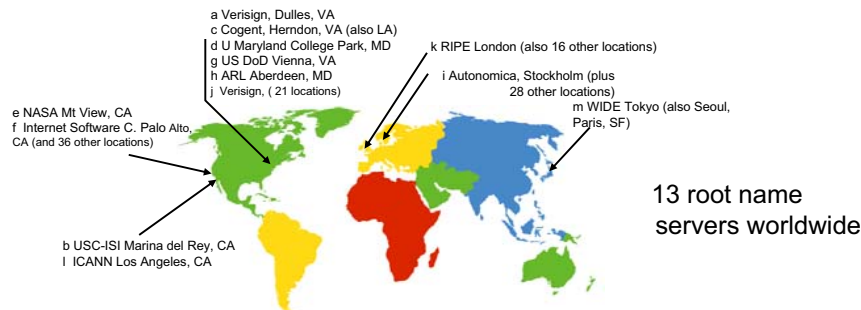 a Verisign, Dulles, VA
c Cogent, Herndon, VA (also LA)
d U Maryland College Park, MD
g US DoD Vienna, VA
h ARL Aberdeen, MD
j Verisign, ( 21 locations)
k RIPE London (also 16 other locations)
i Autonomica, Stockholm (plus
28 other locations)
m WIDE Tokyo (also Seoul,
Paris, SF)
e NASA Mt View, CA
f Internet Software C. Palo Alto,
CA (and 36 other locations)
b USC-ISI Marina del Rey, CA
l ICANN Los Angeles, CA
13 root name
servers worldwide